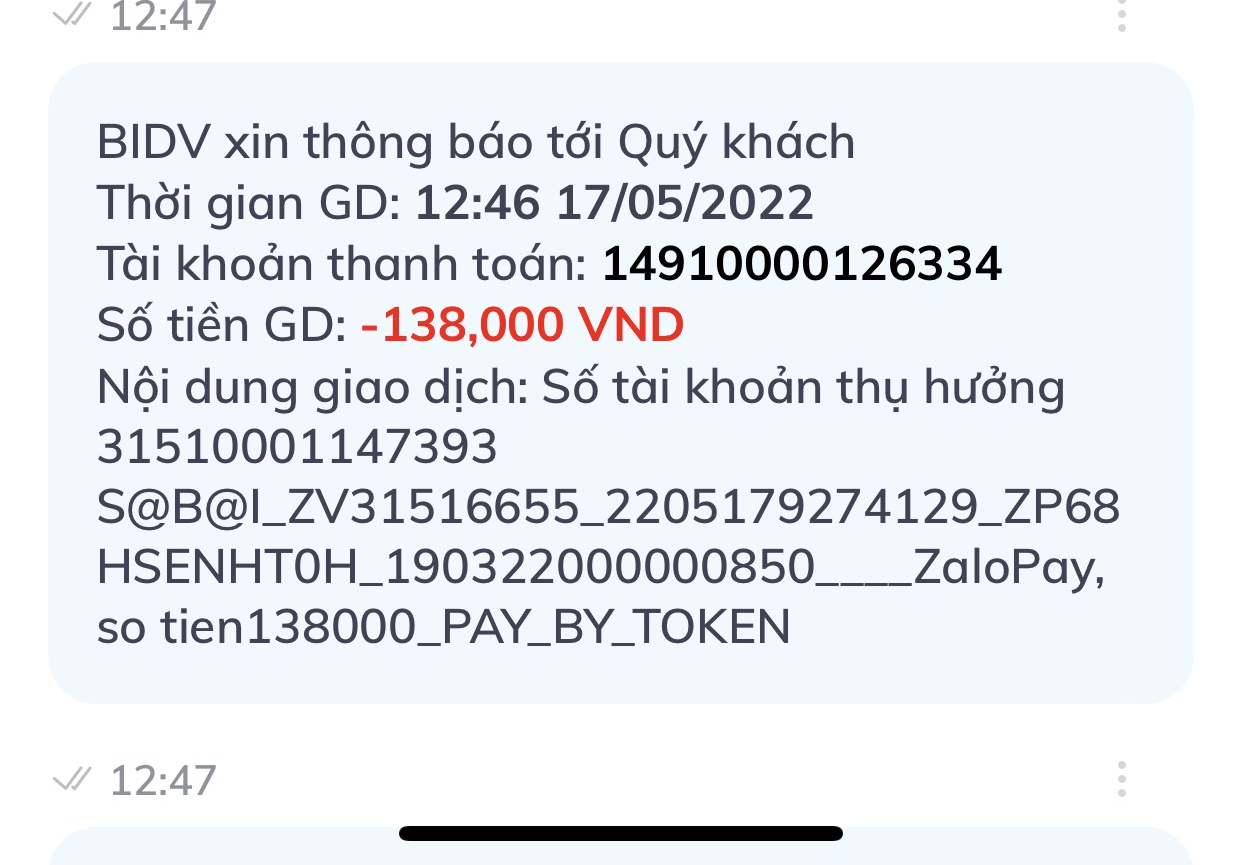 12:47
BIDV xin thông báo tới Quý khách
Thời gian GD: 12:46 17/05/2022
Tài khoản thanh toán: 14910000126334
Số tiền GD: -138,000 VND
Nội dung giao dịch: Số tài khoản thụ hưởng
31510001147393
S@B@I_ZV31516655_2205179274129_ZP68
HSENHT0H_190322000000850____ZaloPay,
so tien138000_PAY_BY_TOKEN
12:47